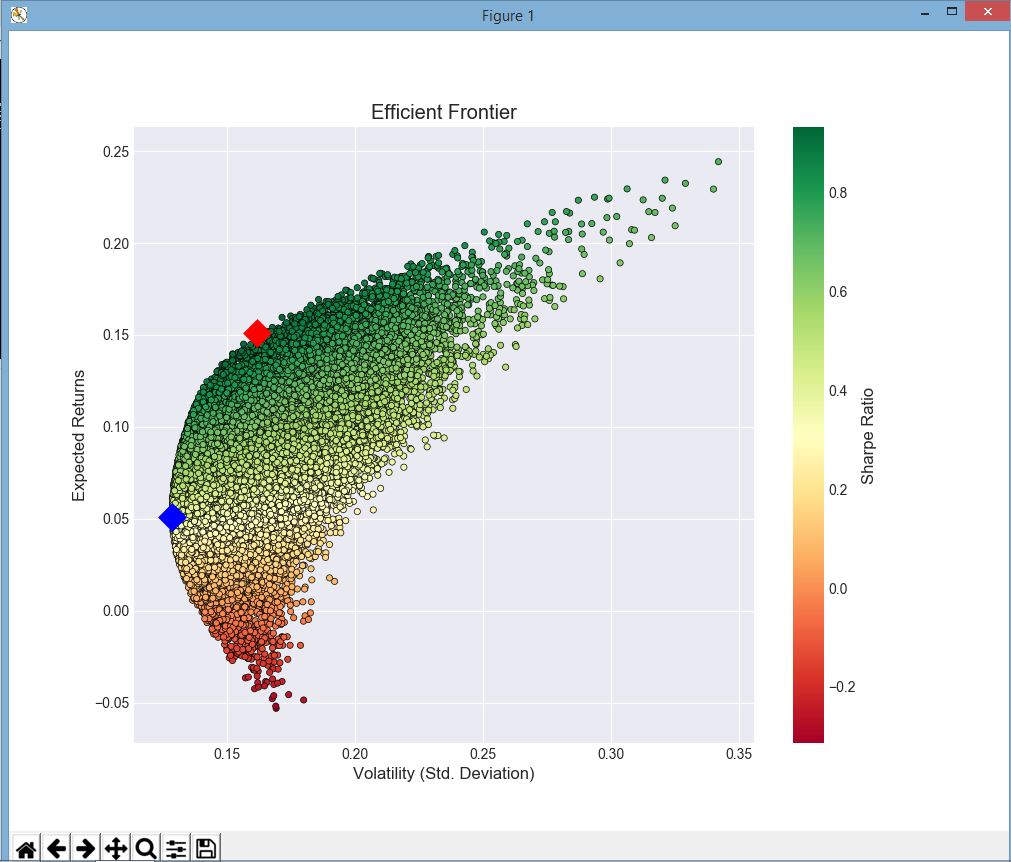 Figure 1
Efficient Frontier
0.25
0.20
0.15
0.10
0.05
0.00
−0.05
Expected Returns
0.15 0.20 0.25 0.30 0.35
Volatility (Std. Deviation)
0.8
0.6
0.4
0.2
0.0
−0.2
Sharpe Ratio